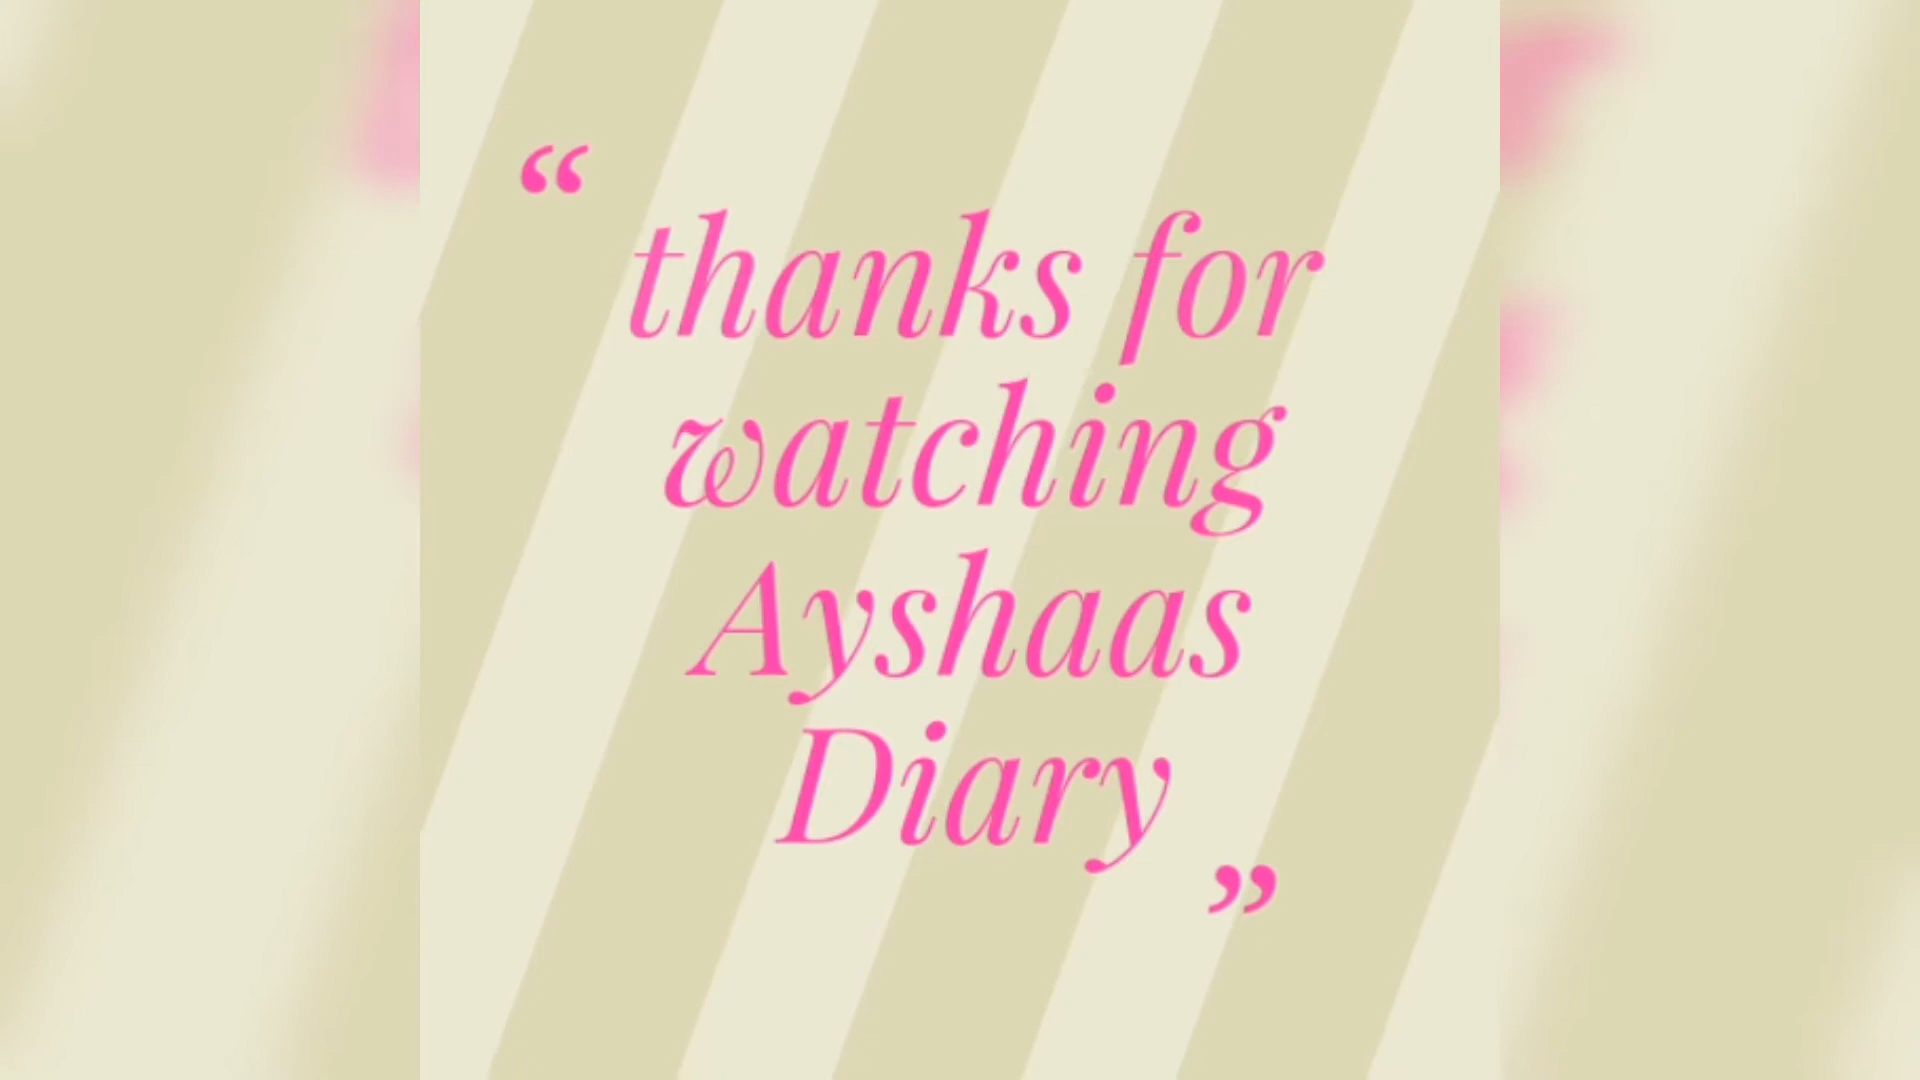 “
thanks for
watching
Ayshaas
Diary
”